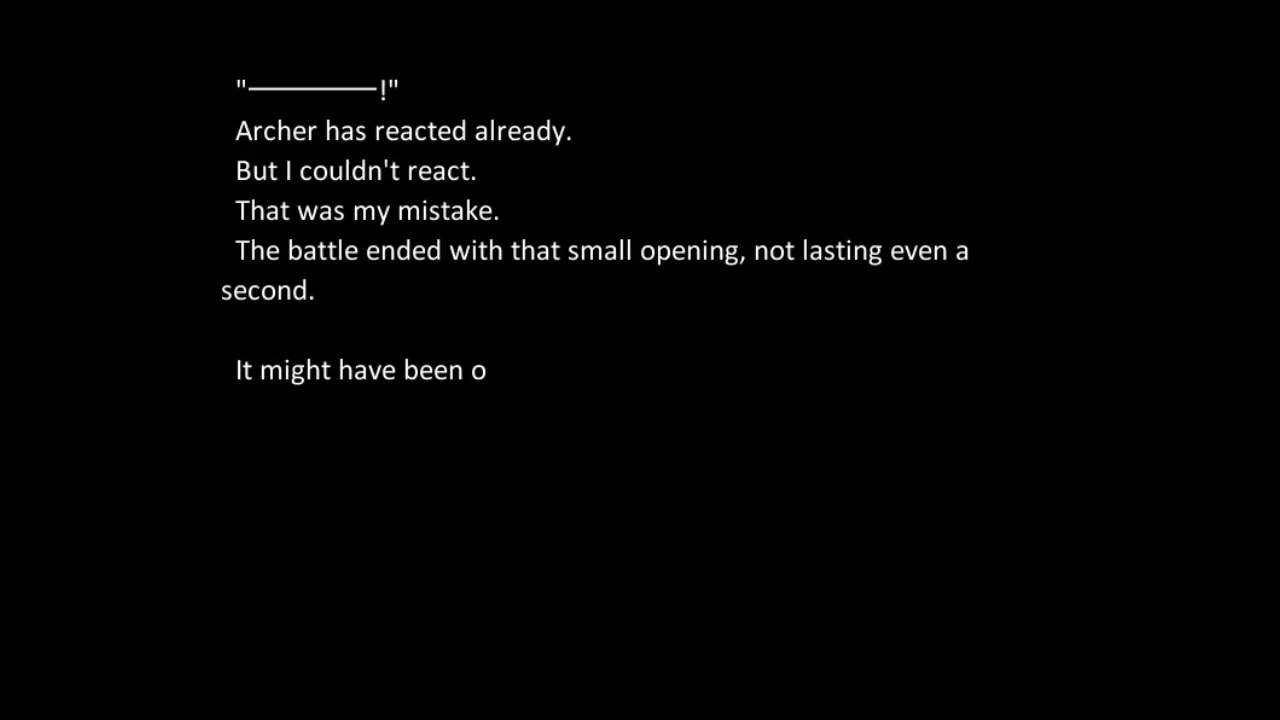 "━━━━━━!"
Archer has reacted already.
But I couldn't react.
That was my mistake.
The battle ended with that small opening, not lasting even a
second.
It might have been o